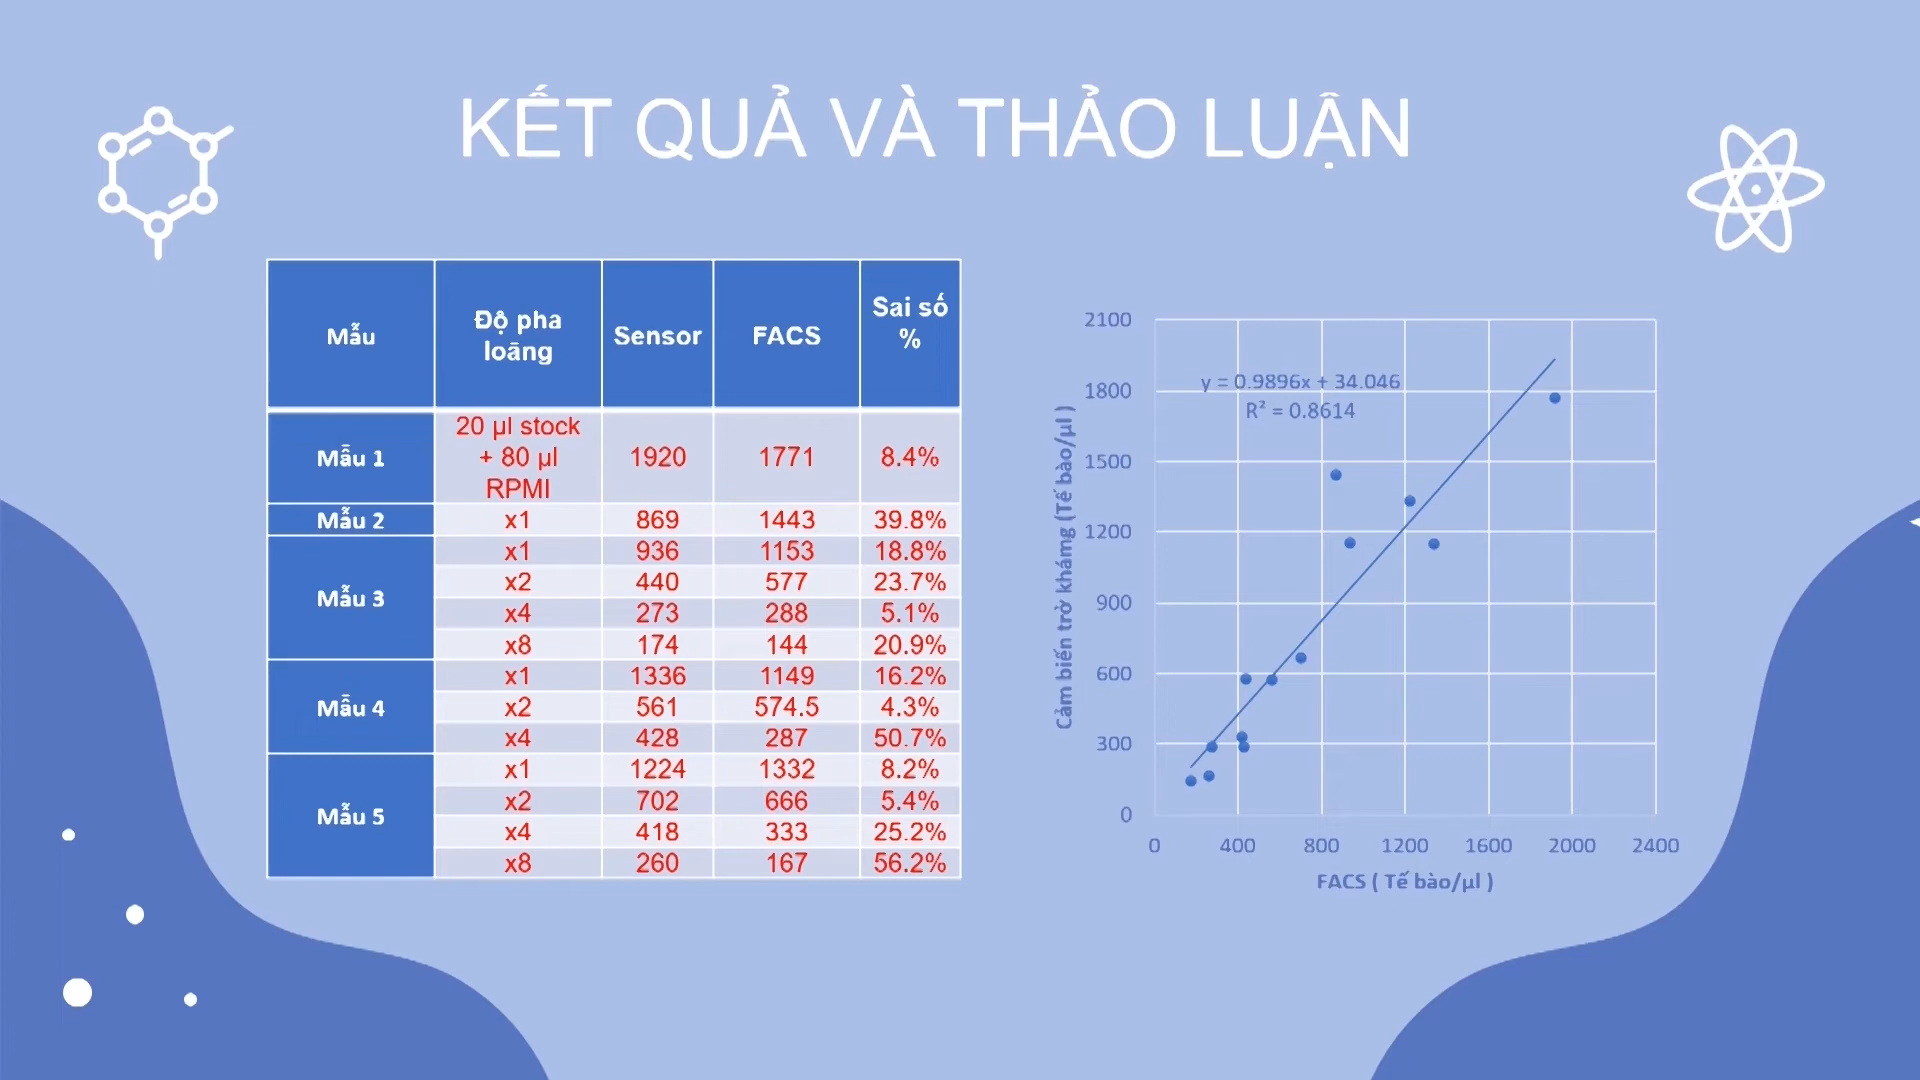 KẾT QUẢ VÀ THẢO LUẬN
Mẫu
Độ pha
loãng
Sensor
FACS
Sai số
%
Mẫu 1
20 µl stock
+ 80 µl
RPMI
1920
1771
8.4%
Mẫu 2
x1
869
1443
39.8%
Mẫu 3
x1
936
1153
18.8%
x2
440
577
23.7%
x4
273
288
5.1%
x8
174
144
20.9%
Mẫu 4
x1
1336
1149
16.2%
x2
561
574.5
4.3%
x4
428
287
50.7%
Mẫu 5
x1
1224
1332
8.2%
x2
702
666
5.4%
x4
418
333
25.2%
x8
260
167
56.2%
Cảm biến trở kháng (Tế bào/µl )
2100
1800
1500
1200
900
600
300
0
y = 0.9896x + 34.046
R² = 0.8614
0
400
800
1200
1600
2000
2400
FACS ( Tế bào/µl )